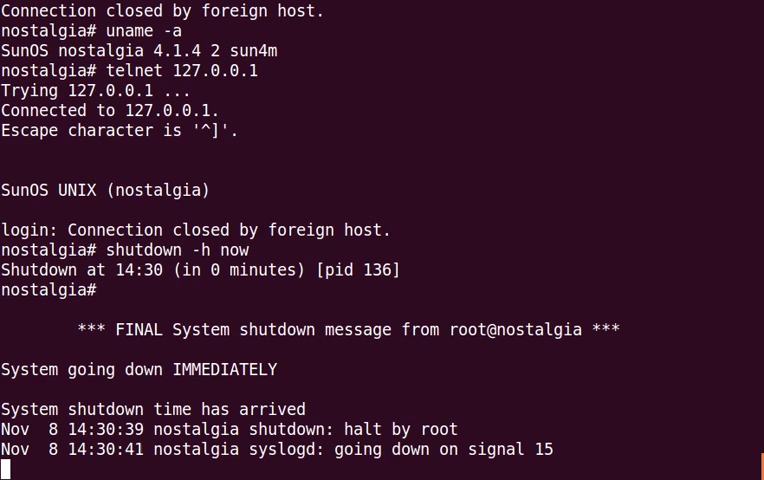 Connection closed by foreign host.
nostalgia# uname -a
SunOS nostalgia 4.1.4 2 sun4m
nostalgia# telnet 127.0.0.1
Trying 127.0.0.1 ...
Connected to 127.0.0.1.
Escape character is '^]'.
SunOS UNIX (nostalgia)
login: Connection closed by foreign host.
nostalgia# shutdown -h now
Shutdown at 14:30 (in 0 minutes) [pid 136]
nostalgia#
*** FINAL System shutdown message from root@nostalgia ***
System going down IMMEDIATELY
System shutdown time has arrived
Nov  8 14:30:39 nostalgia shutdown: halt by root
Nov  8 14:30:41 nostalgia syslogd: going down on signal 15